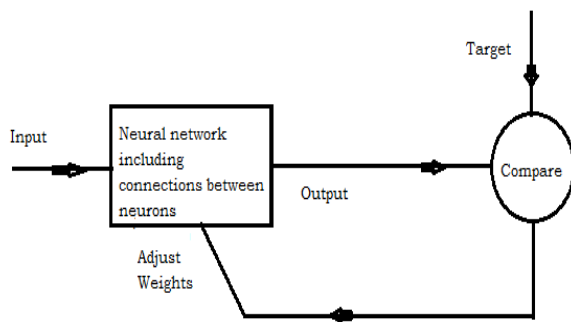 Target
Input
Neural network
including
connections between
neurons
Compare
Output
Adjust
Weights